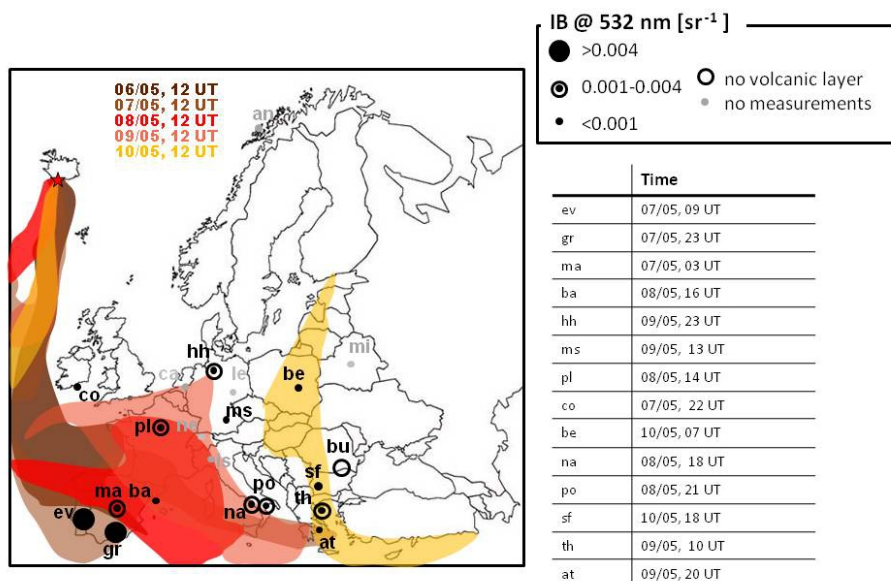 IB @ 532 nm [sr⁻¹]
>0.004
0.001-0.004
<0.001
no volcanic layer
no measurements
06/05, 12 UT
07/05, 12 UT
08/05, 12 UT
09/05, 12 UT
10/05, 12 UT
an
hh
ca
le
be
mi
co
ms
pl
ne
is
bu
sf
po
ma ba
th
na
ev
gr
at
Time
ev 07/05, 09 UT
gr 07/05, 23 UT
ma 07/05, 03 UT
ba 08/05, 16 UT
hh 09/05, 23 UT
ms 09/05, 13 UT
pl 08/05, 14 UT
co 07/05, 22 UT
be 10/05, 07 UT
na 08/05, 18 UT
po 08/05, 21 UT
sf 10/05, 18 UT
th 09/05, 10 UT
at 09/05, 20 UT